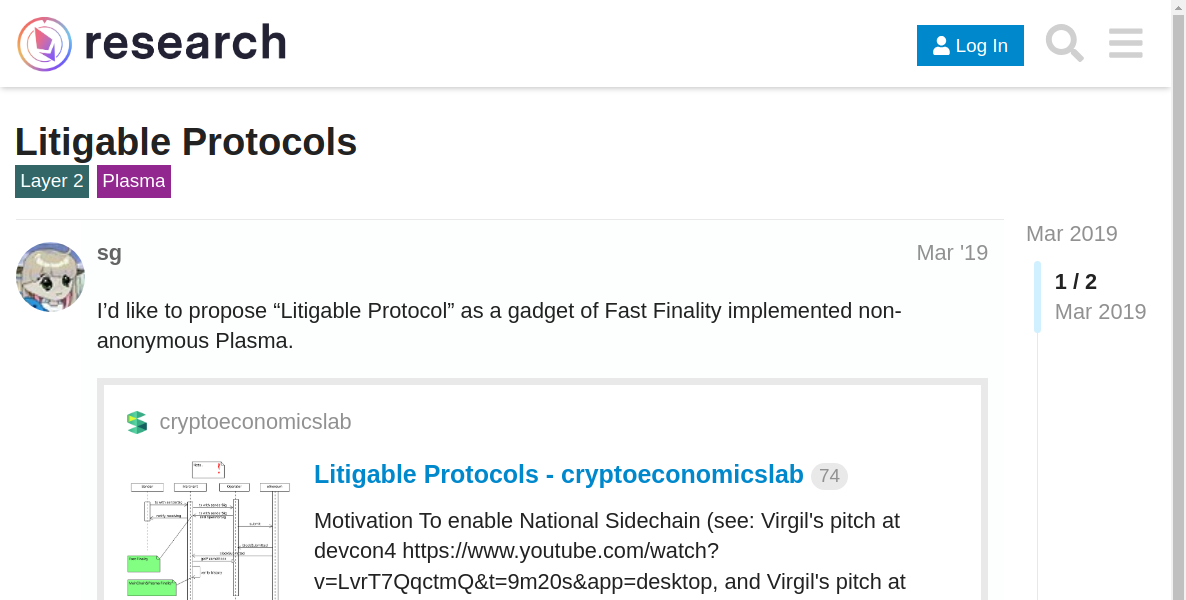 research
Log In
Litigable Protocols
Layer 2 Plasma
sg
Mar '19
Mar 2019
1 / 2
Mar 2019
I’d like to propose “Litigable Protocol” as a gadget of Fast Finality implemented non-
anonymous Plasma.
cryptoeconomicslab
Litigable Protocols - cryptoeconomicslab 74
Motivation To enable National Sidechain (see: Virgil's pitch at
devcon4 https://www.youtube.com/watch?
v=LvrT7QqctmQ&t=9m20s&app=desktop, and Virgil's pitch at